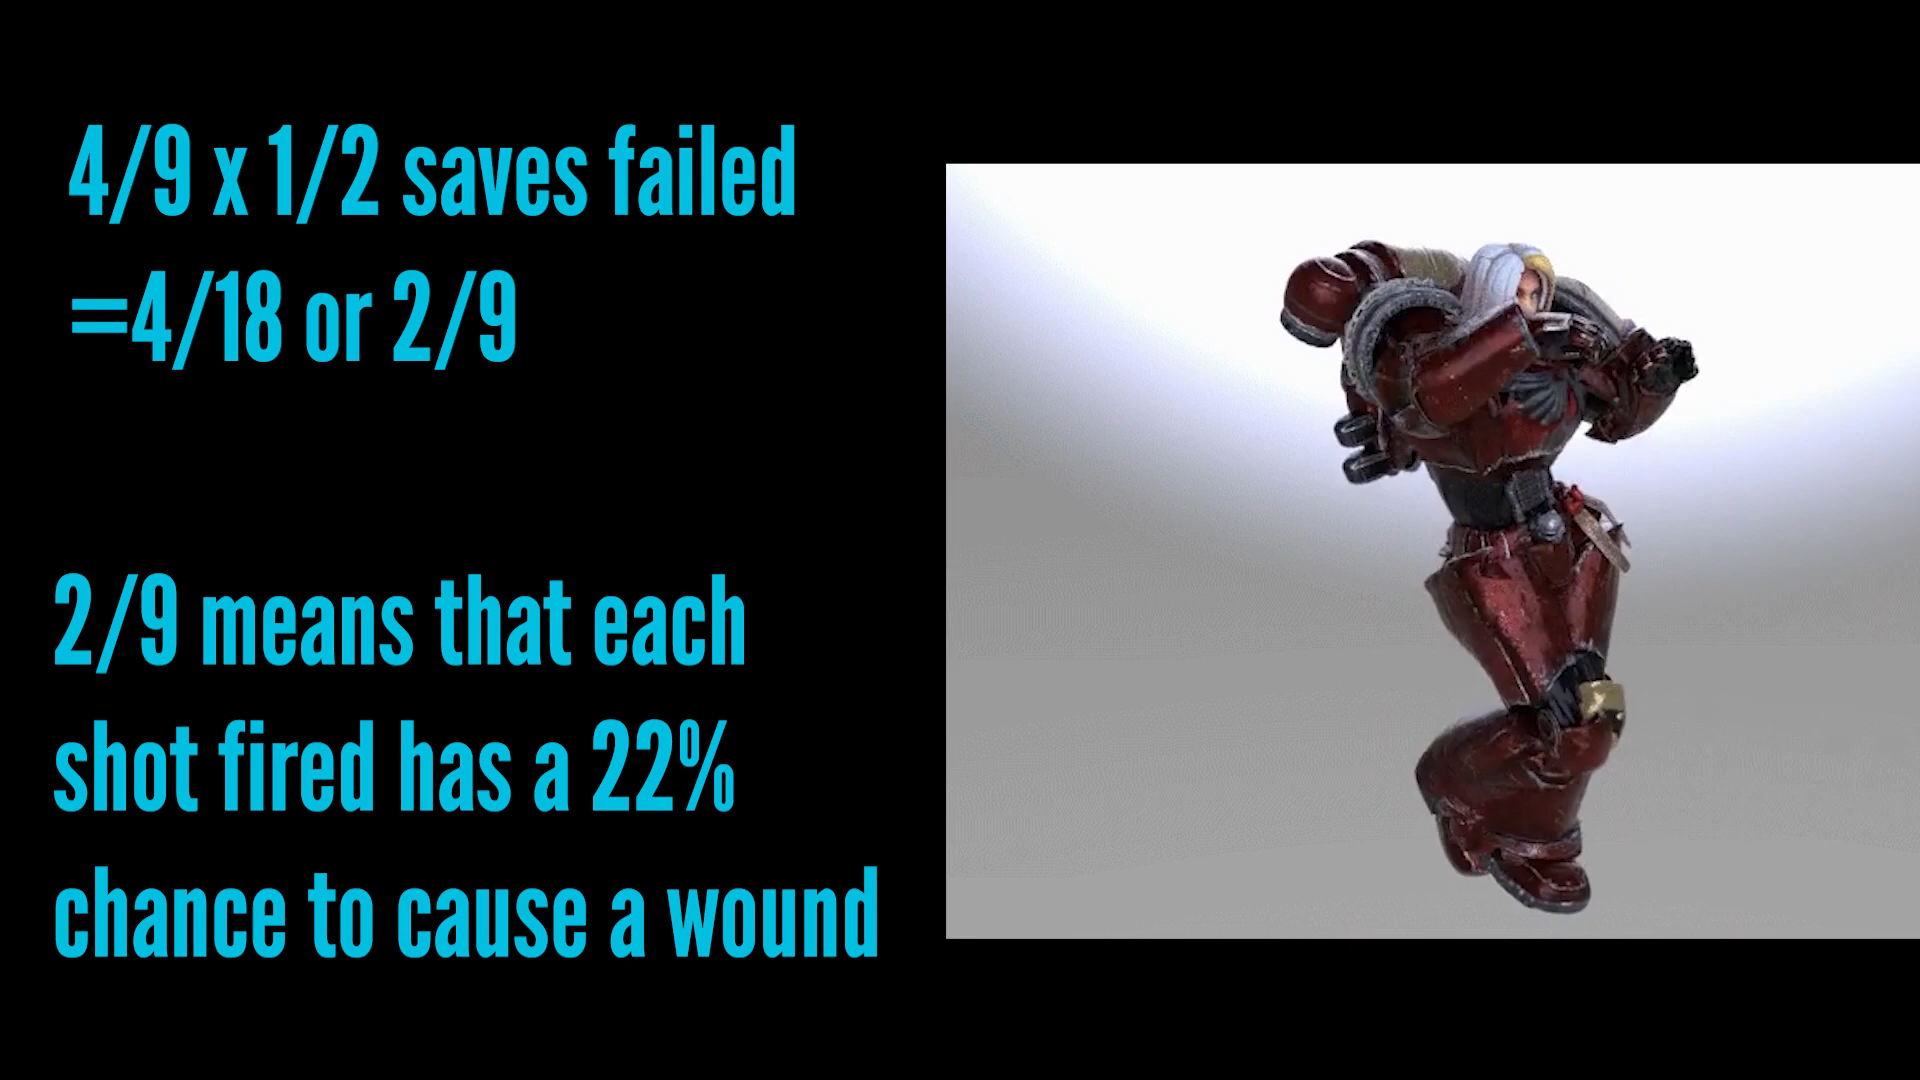 4/9 x 1/2 saves failed
=4/18 or 2/9
2/9 means that each
shot fired has a 22%
chance to cause a wound